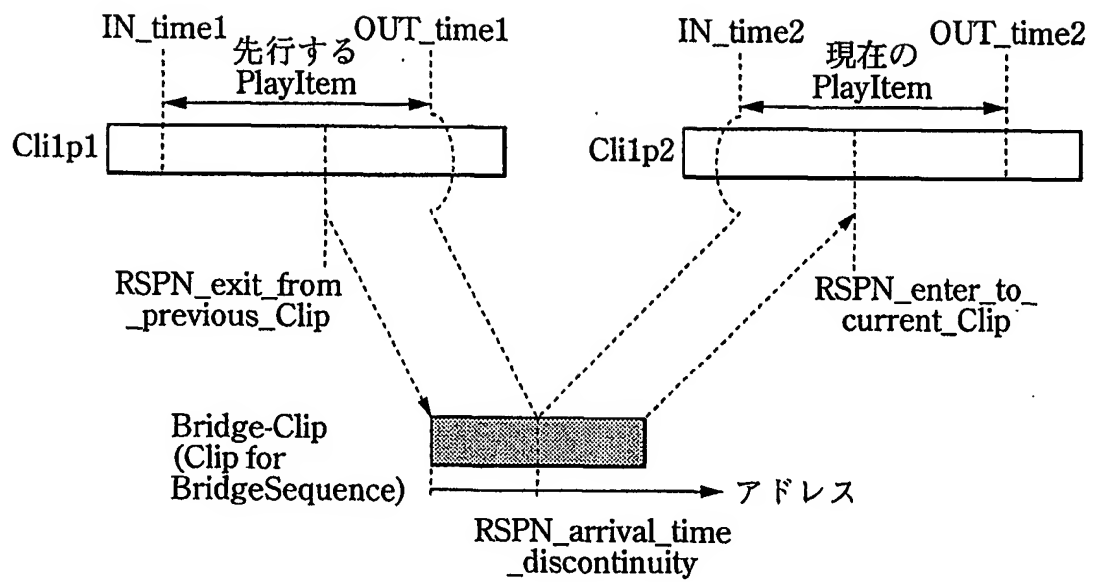 IN_time1
OUT_time1
先行する
PlayItem
Cli1p1
IN_time2
OUT_time2
現在の
PlayItem
Cli1p2
RSPN_exit_from
_previous_Clip
RSPN_enter_to_
current_Clip
Bridge-Clip
(Clip for
BridgeSequence)
アドレス
RSPN_arrival_time
_discontinuity